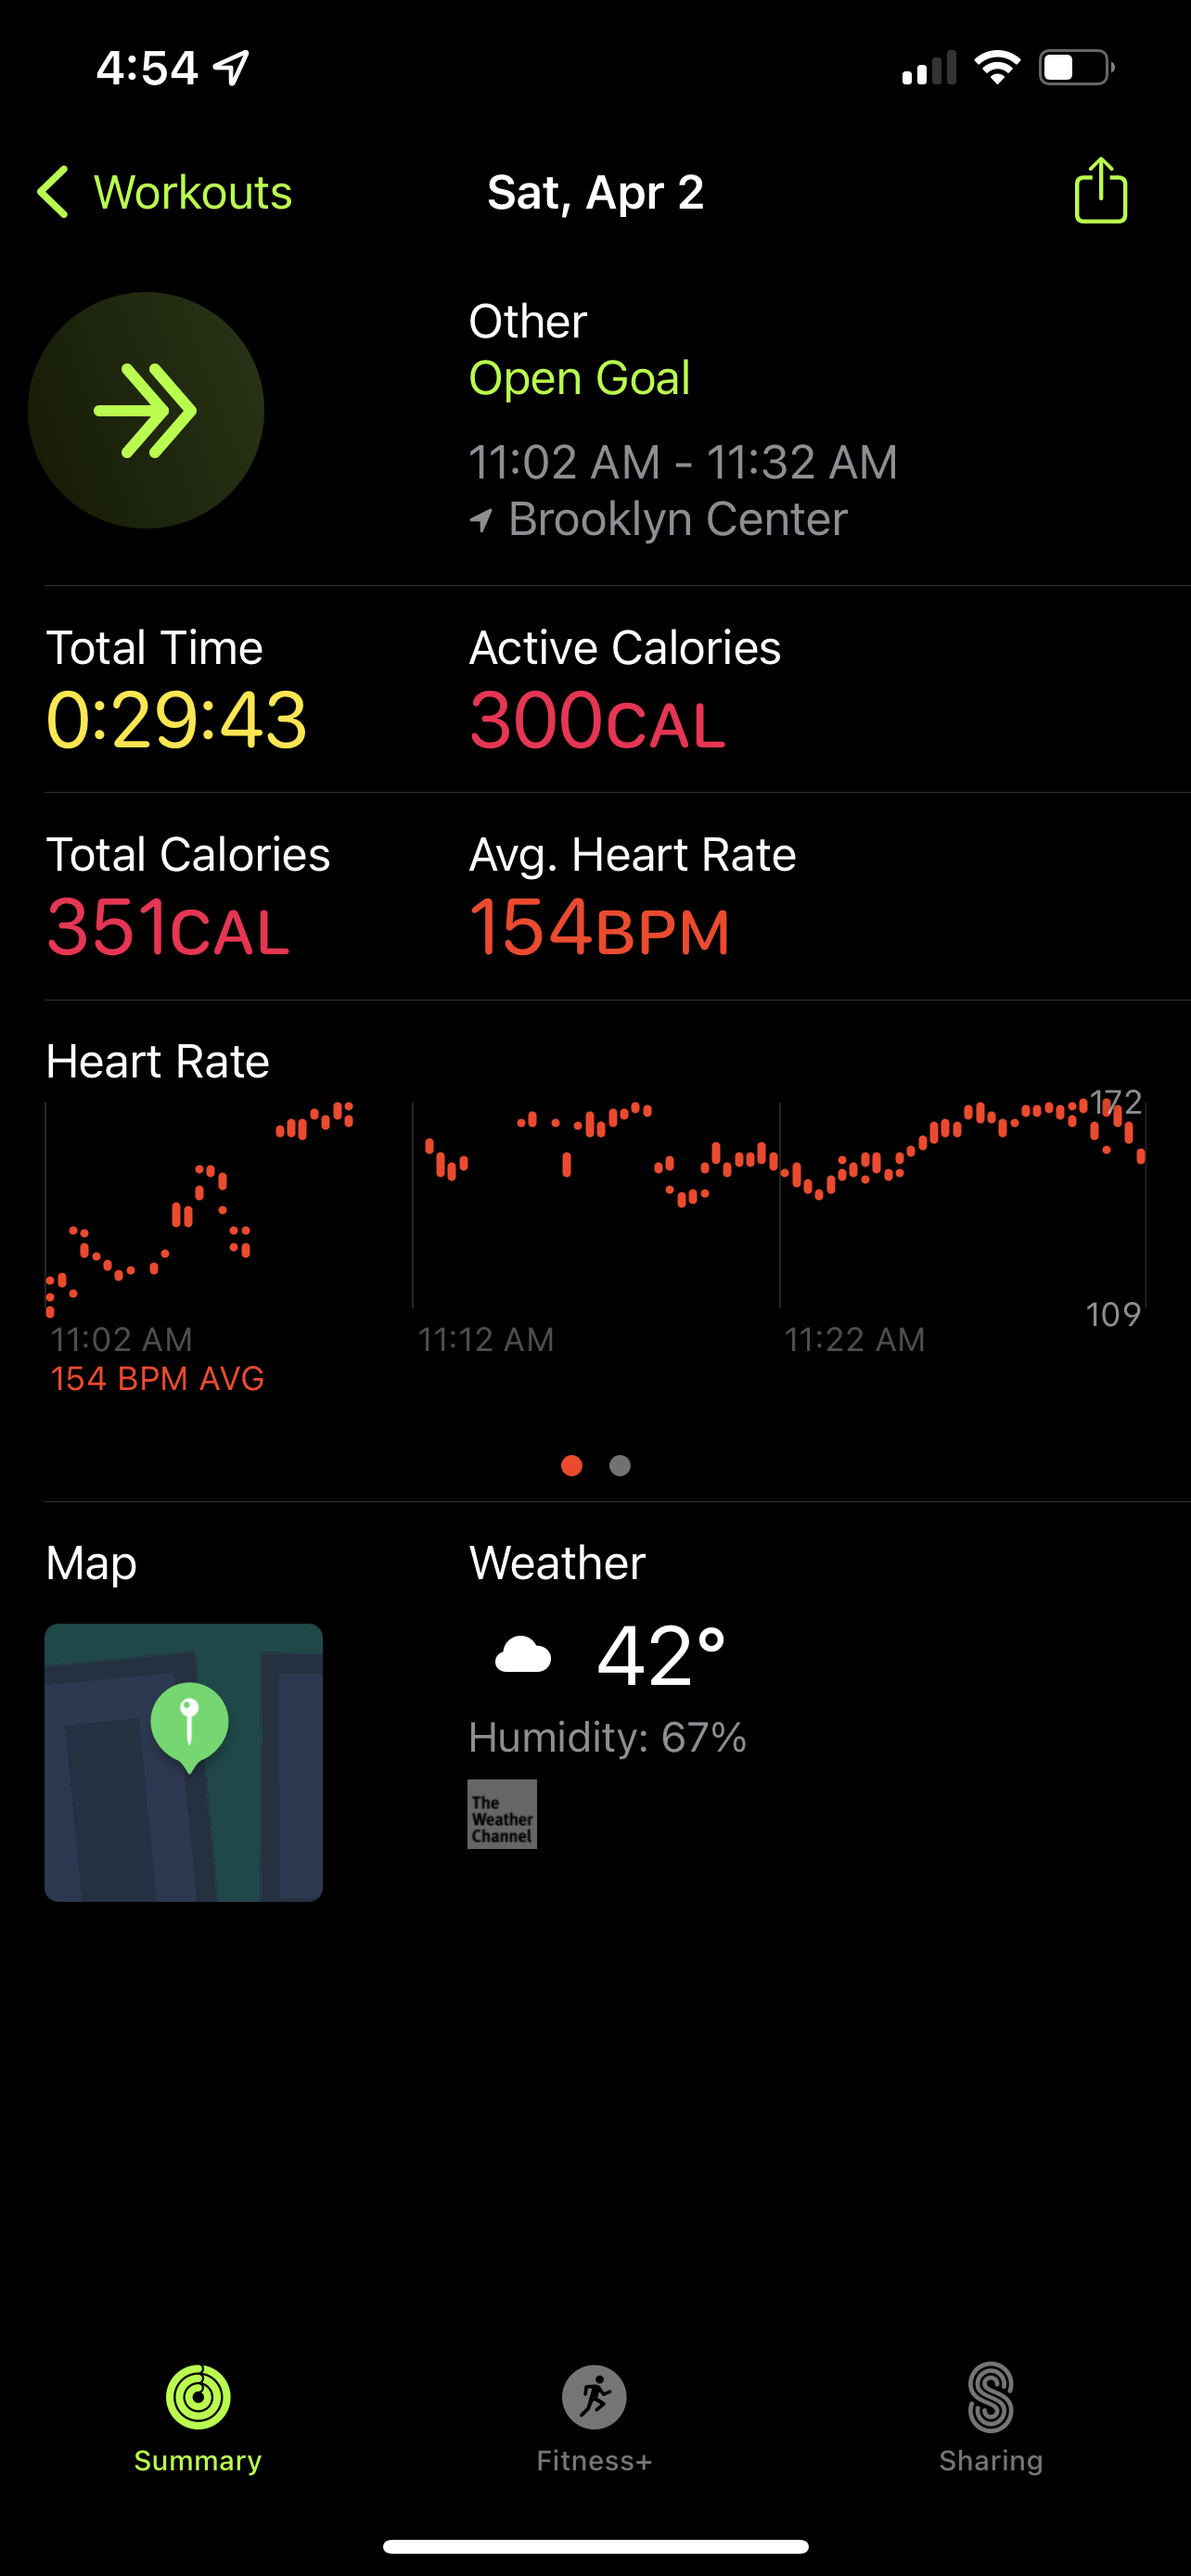 4:54
Workouts
Sat, Apr 2
Other
Open Goal
11:02 AM - 11:32 AM
Brooklyn Center
Total Time
0:29:43
Active Calories
300CAL
Total Calories
351CAL
Avg. Heart Rate
154BPM
Heart Rate
172
109
11:02 AM
11:12 AM
11:22 AM
154 BPM AVG
Map
Weather
42°
Humidity: 67%
The
Weather
Channel
Summary
Fitness+
Sharing